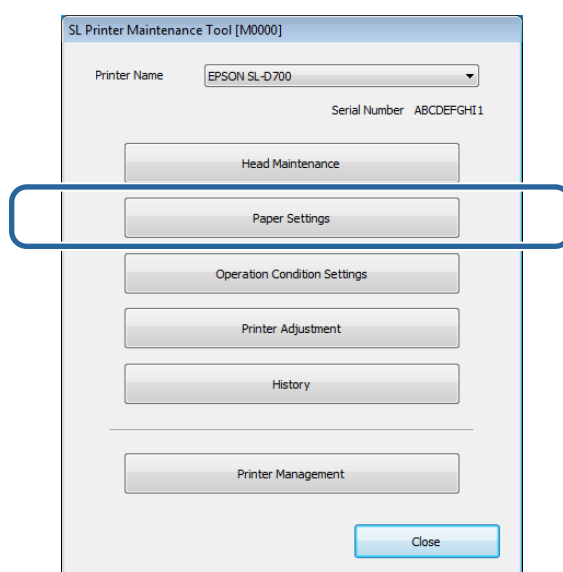 SL Printer Maintenance Tool [M0000]
Printer Name EPSON SL-D700
Serial Number ABCDEFGHI1
Head Maintenance
Paper Settings
Operation Condition Settings
Printer Adjustment
History
Printer Management
Close